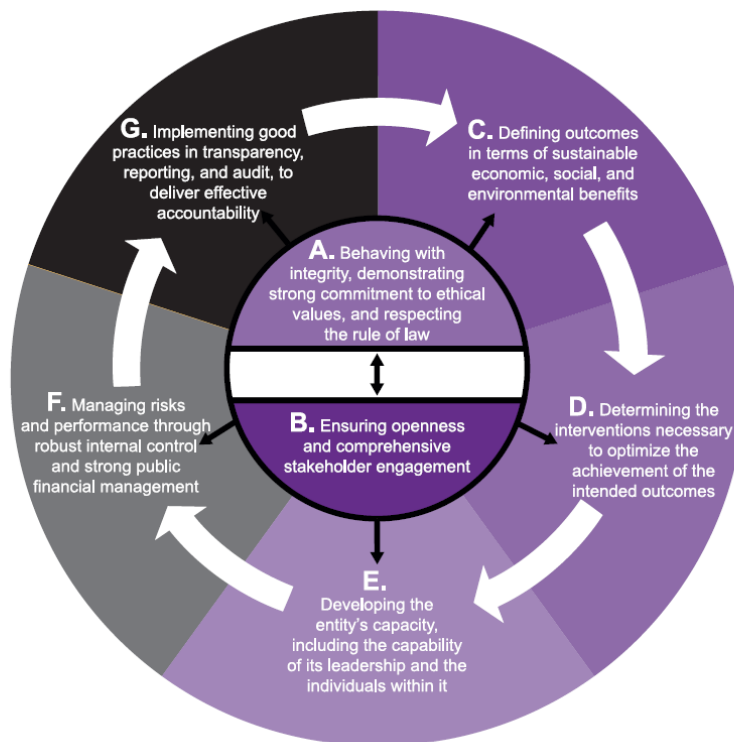 A. Behaving with
integrity, demonstrating
strong commitment to ethical
values, and respecting
the rule of law
B. Ensuring openness
and comprehensive
stakeholder engagement
C. Defining outcomes
in terms of sustainable
economic, social, and
environmental benefits
D. Determining the
interventions necessary
to optimize the
achievement of the
intended outcomes
E.
Developing the
entity’s capacity,
including the capability
of its leadership and the
individuals within it
F. Managing risks
and performance through
robust internal control
and strong public
financial management
G. Implementing good
practices in transparency,
reporting, and audit, to
deliver effective
accountability